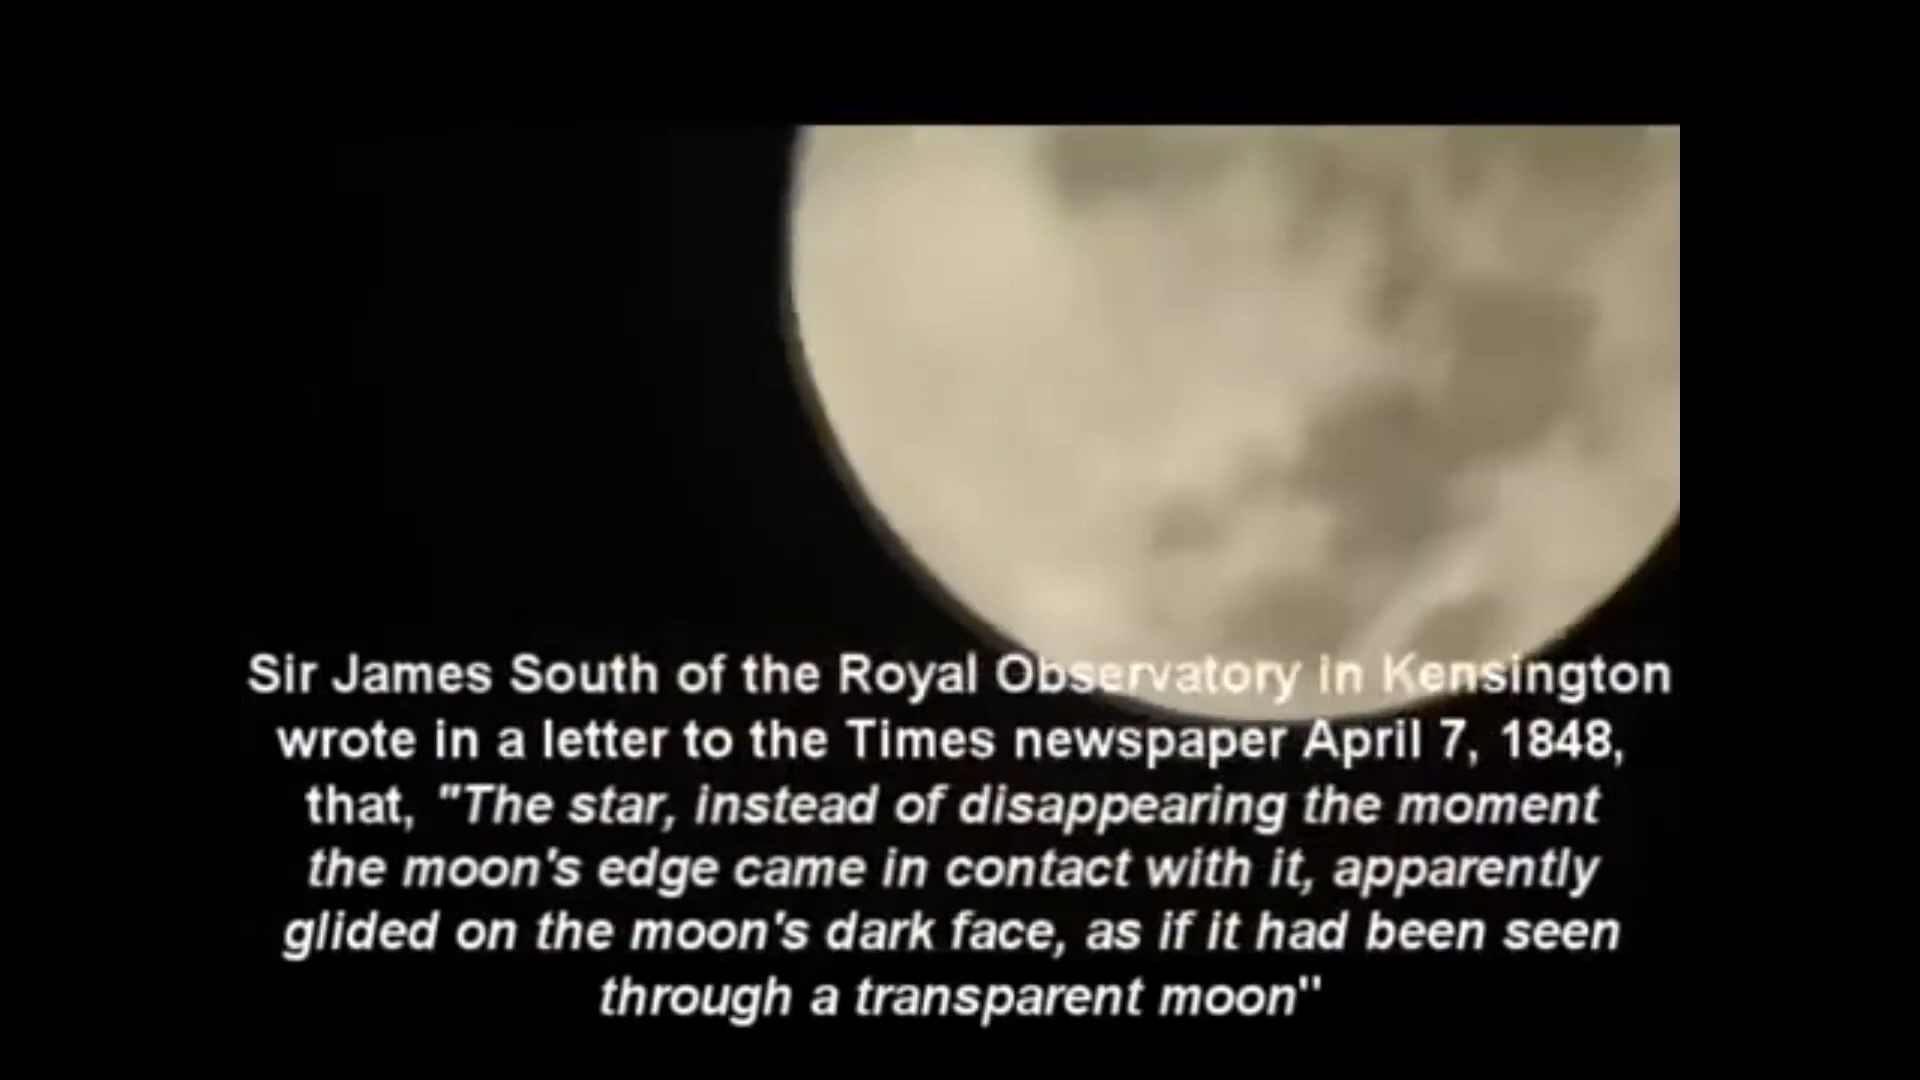 Sir James South of the Royal Observatory in Kensington
wrote in a letter to the Times newspaper April 7, 1848,
that, "The star, instead of disappearing the moment
the moon's edge came in contact with it, apparently
glided on the moon's dark face, as if it had been seen
through a transparent moon"